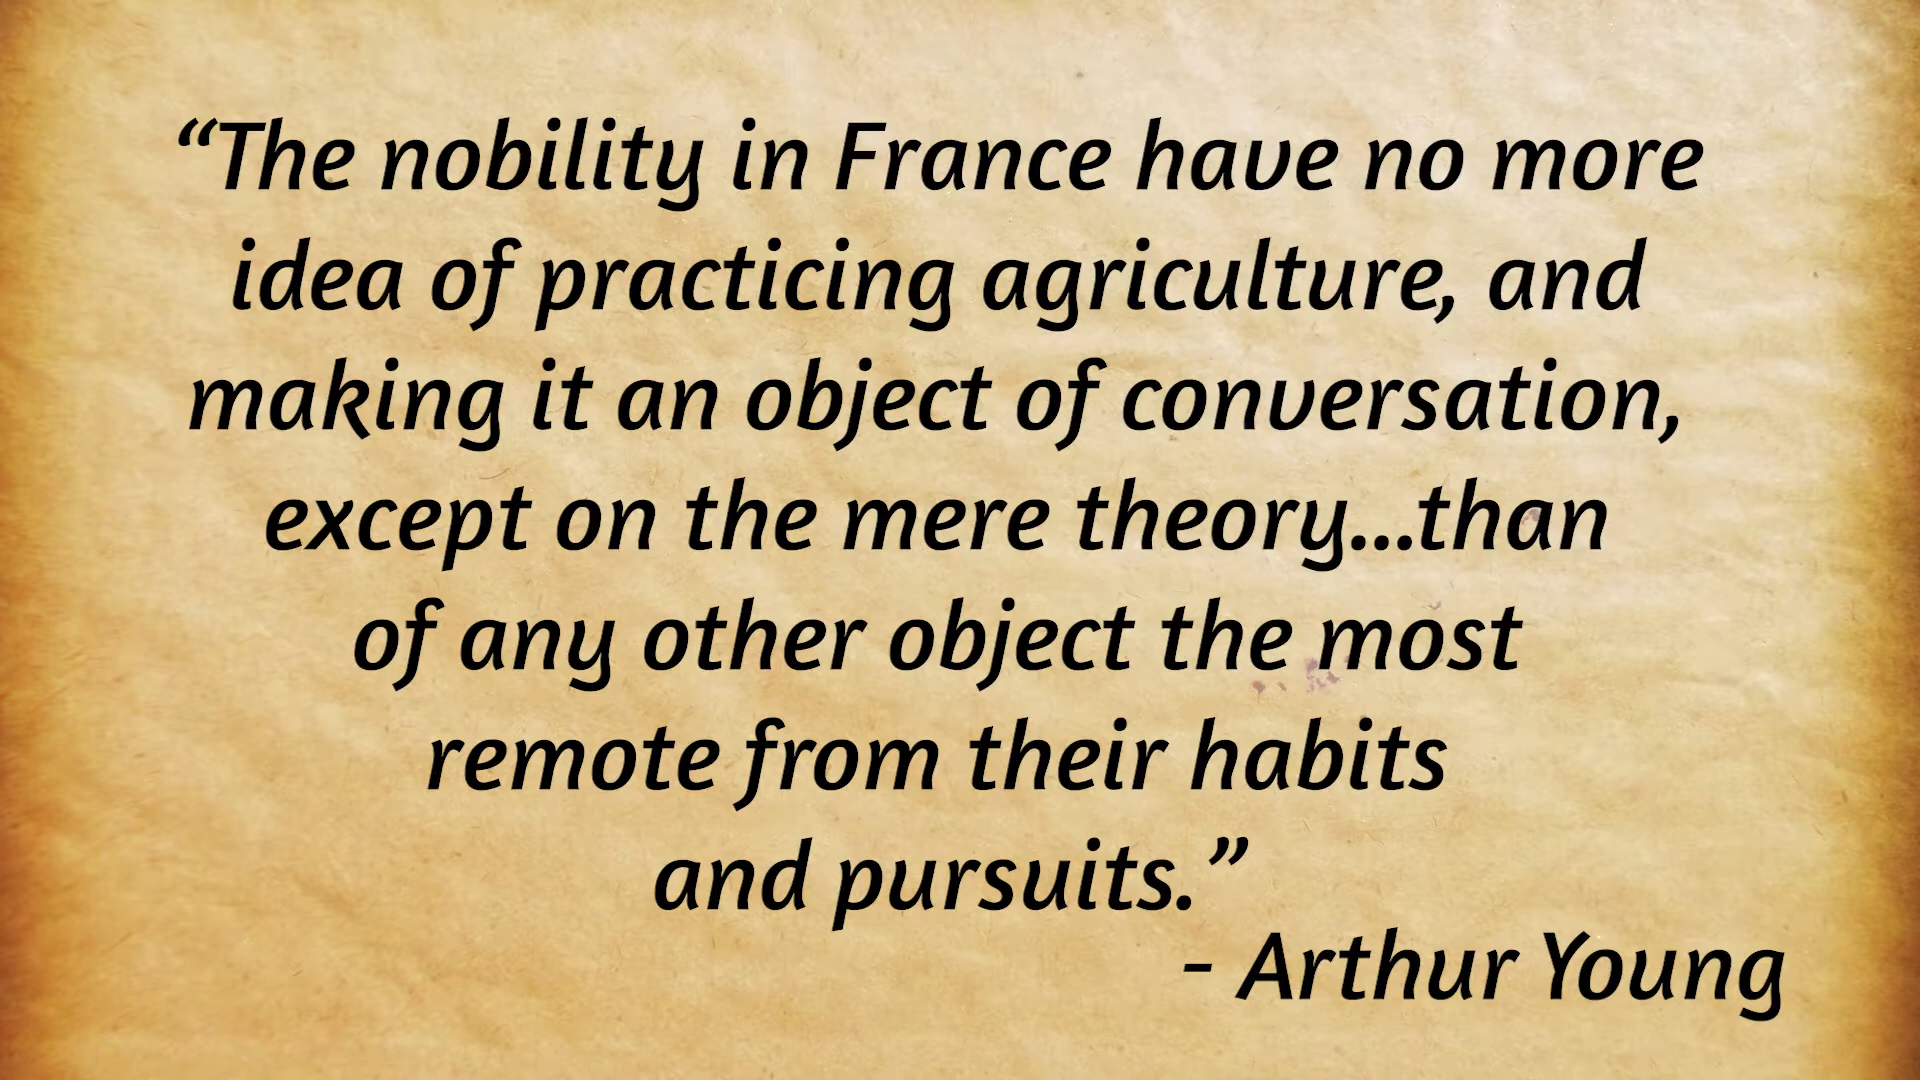 “The nobility in France have no more
idea of practicing agriculture, and
making it an object of conversation,
except on the mere theory...than
of any other object the most
remote from their habits
and pursuits.”
- Arthur Young